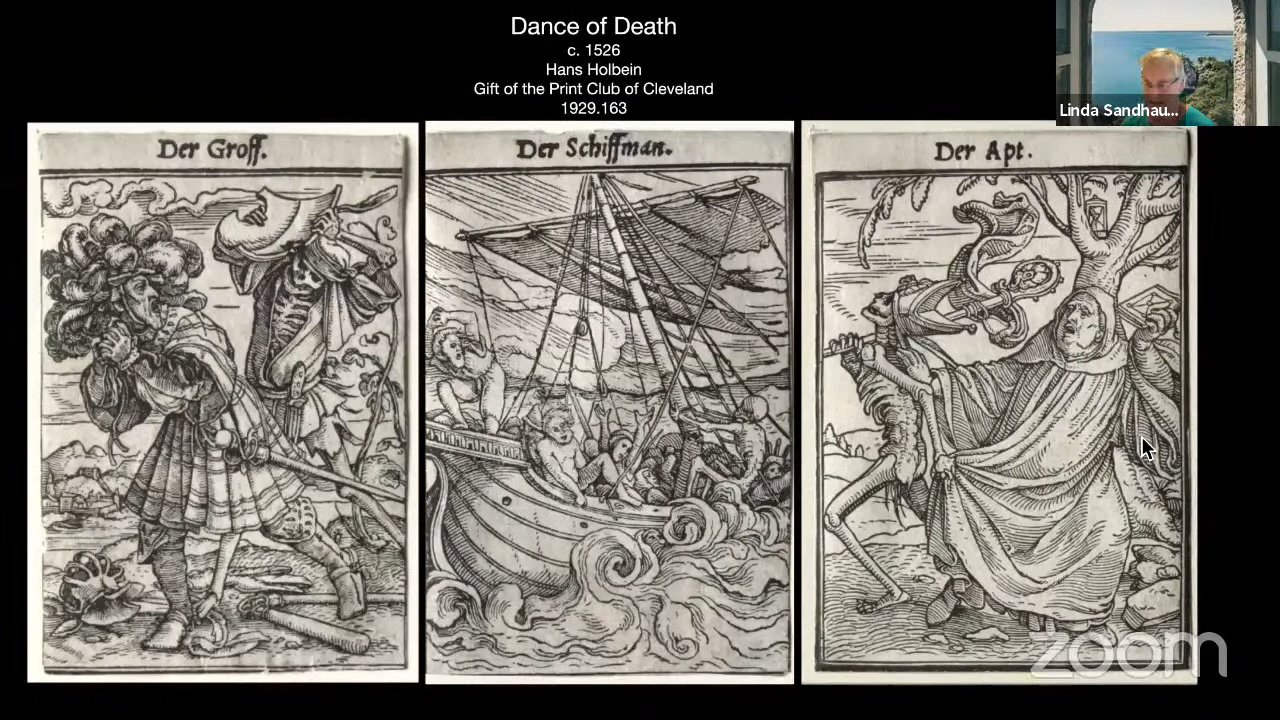 Dance of Death
c. 1526
Hans Holbein
Gift of the Print Club of Cleveland
1929.163
Linda Sandhau...
Der Groff.
Der Schiffman.
Der Apt.
zoom